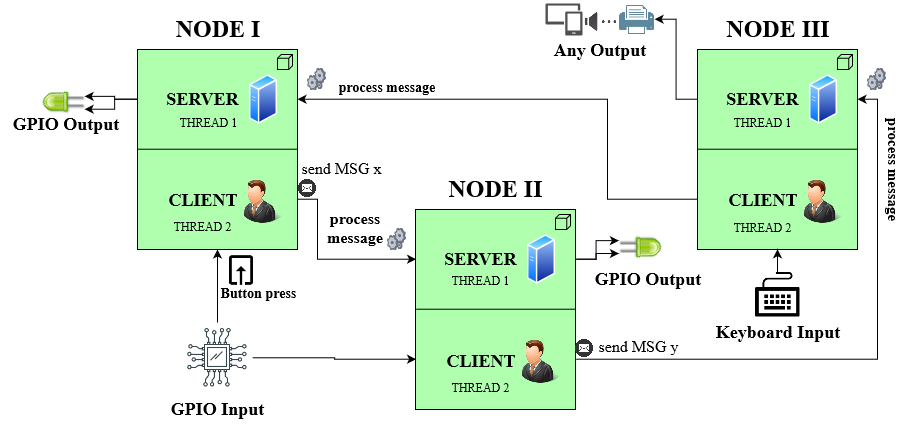 NODE I
SERVER
THREAD 1
CLIENT
THREAD 2
GPIO Output
process message
send MSG x
process
message
Button press
GPIO Input
NODE II
SERVER
THREAD 1
CLIENT
THREAD 2
GPIO Output
send MSG y
Any Output
NODE III
SERVER
THREAD 1
CLIENT
THREAD 2
process message
Keyboard Input